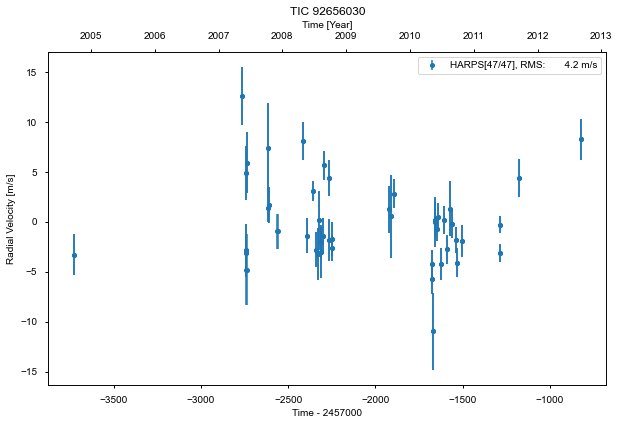 TIC 92656030
Time [Year]
2005 2006 2007 2008 2009 2010 2011 2012 2013
HARPS[47/47], RMS: 4.2 m/s
15
10
5
0
−5
−10
−15
Radial Velocity [m/s]
−3500 −3000 −2500 −2000 −1500 −1000
Time - 2457000